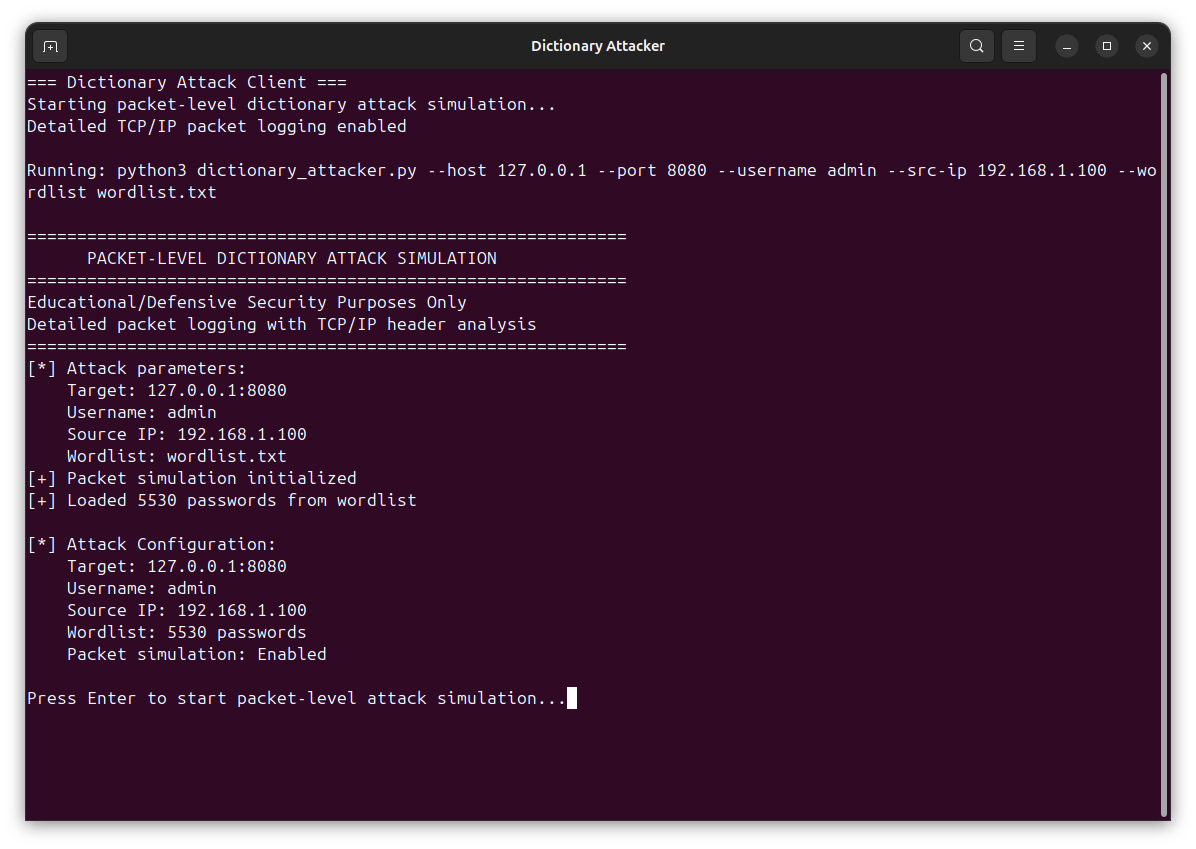 Dictionary Attacker
=== Dictionary Attack Client ===
Starting packet-level dictionary attack simulation...
Detailed TCP/IP packet logging enabled
Running: python3 dictionary_attacker.py --host 127.0.0.1 --port 8080 --username admin --src-ip 192.168.1.100 --wo
rdlist wordlist.txt
============================================================
PACKET-LEVEL DICTIONARY ATTACK SIMULATION
============================================================
Educational/Defensive Security Purposes Only
Detailed packet logging with TCP/IP header analysis
============================================================
[*] Attack parameters:
Target: 127.0.0.1:8080
Username: admin
Source IP: 192.168.1.100
Wordlist: wordlist.txt
[+] Packet simulation initialized
[+] Loaded 5530 passwords from wordlist
[*] Attack Configuration:
Target: 127.0.0.1:8080
Username: admin
Source IP: 192.168.1.100
Wordlist: 5530 passwords
Packet simulation: Enabled
Press Enter to start packet-level attack simulation...